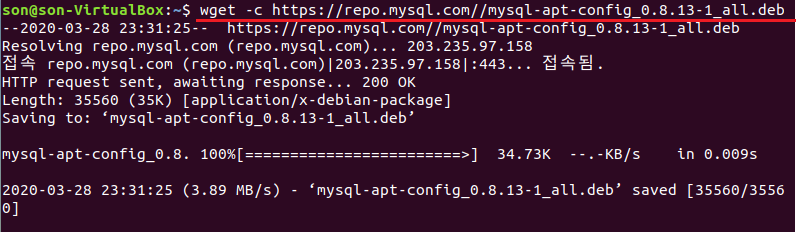 son@son-VirtualBox:~$ wget -c https://repo.mysql.com//mysql-apt-config_0.8.13-1_all.deb
--2020-03-28 23:31:25--  https://repo.mysql.com//mysql-apt-config_0.8.13-1_all.deb
Resolving repo.mysql.com (repo.mysql.com)... 203.235.97.158
접속 repo.mysql.com (repo.mysql.com)|203.235.97.158|:443... 접속됨.
HTTP request sent, awaiting response... 200 OK
Length: 35560 (35K) [application/x-debian-package]
Saving to: ‘mysql-apt-config_0.8.13-1_all.deb’
mysql-apt-config_0.8. 100%[========================>]  34.73K  --.-KB/s    in 0.009s
2020-03-28 23:31:25 (3.89 MB/s) - ‘mysql-apt-config_0.8.13-1_all.deb’ saved [35560/3556
0]